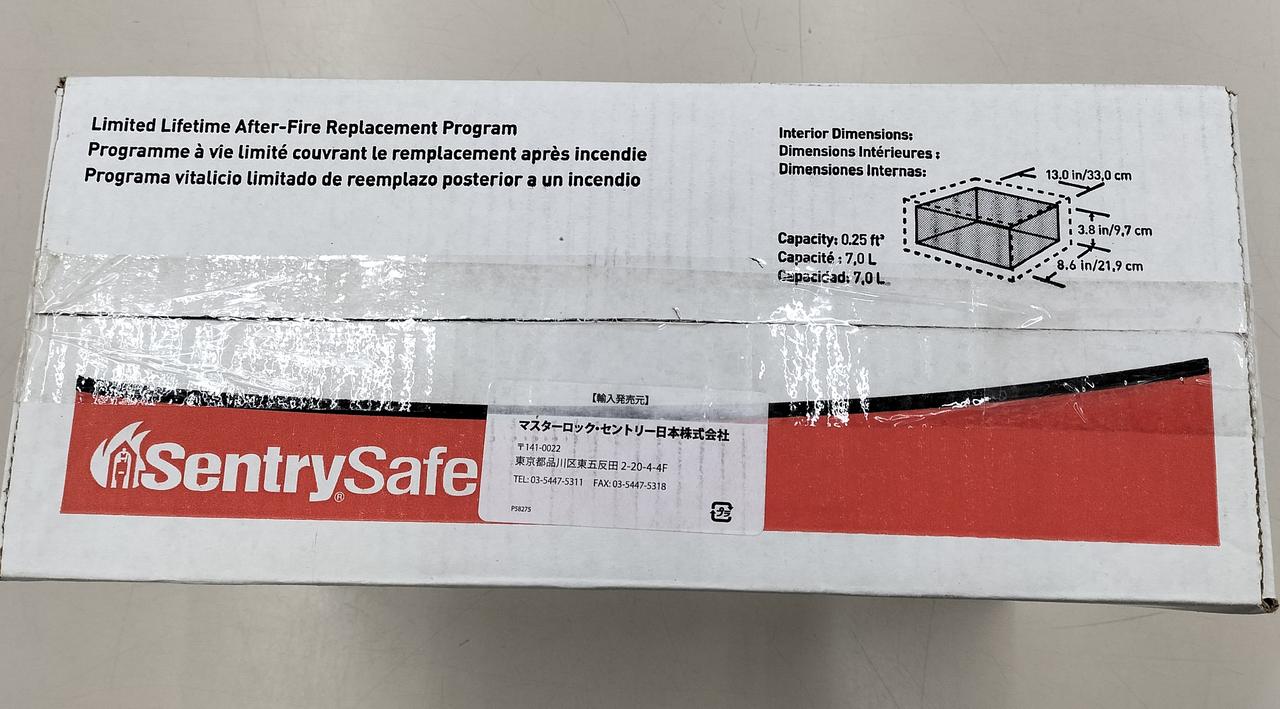 Limited Lifetime After-Fire Replacement Program
Programme à vie limité couvrant le remplacement après incendie
Programa vitalicio limitado de reemplazo posterior a un incendio
Interior Dimensions:
Dimensions Intérieures :
Dimensiones Internas:
13.0 in/33,0 cm
3.8 in/9,7 cm
8.6 in/21,9 cm
Capacity: 0.25 ft³
Capacité : 7,0 L
Capacidad: 7,0 L
SentrySafe®
【輸入発売元】
マスターロック・セントリー日本株式会社
〒141-0022
東京都品川区東五反田 2-20-4-4F
TEL: 03-5447-5311 FAX: 03-5447-5318
P58275
プラ